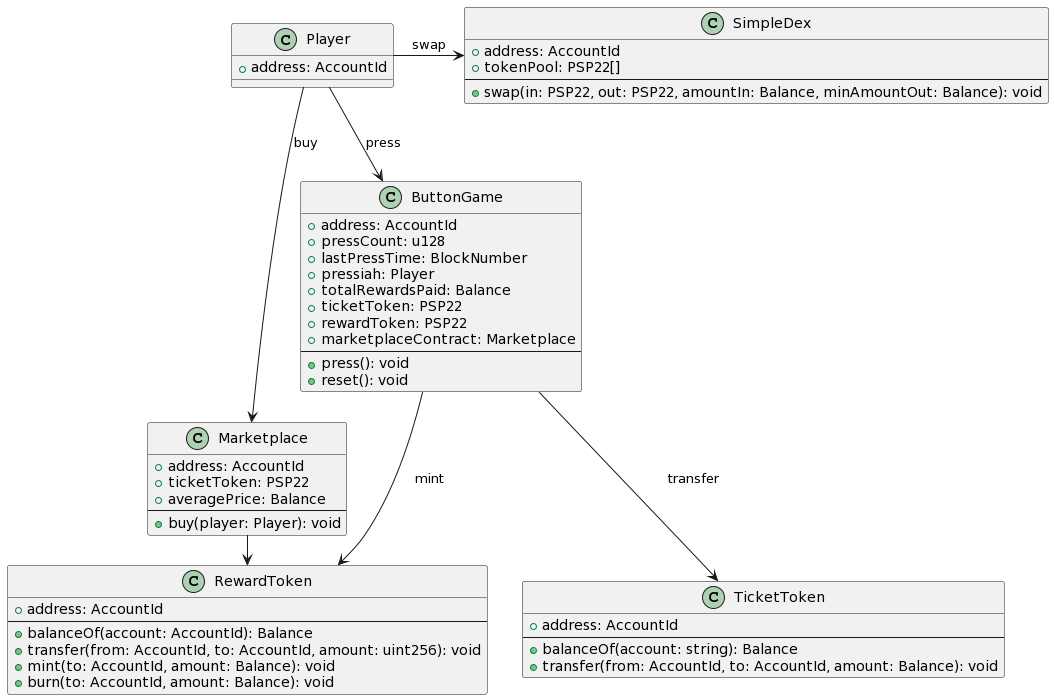 C Player
+ address: AccountId
swap
C SimpleDex
address: AccountId
tokenPool: PSP22[]
swap(in: PSP22, out: PSP22, amountIn: Balance, minAmountOut: Balance): void
buy
press
C ButtonGame
address: AccountId
pressCount: u128
lastPressTime: BlockNumber
pressiah: Player
totalRewardsPaid: Balance
ticketToken: PSP22
rewardToken: PSP22
marketplaceContract: Marketplace
press(): void
reset(): void
C Marketplace
address: AccountId
ticketToken: PSP22
averagePrice: Balance
buy(player: Player): void
mint
transfer
C RewardToken
address: AccountId
balanceOf(account: AccountId): Balance
transfer(from: AccountId, to: AccountId, amount: uint256): void
mint(to: AccountId, amount: Balance): void
burn(to: AccountId, amount: Balance): void
C TicketToken
address: AccountId
balanceOf(account: string): Balance
transfer(from: AccountId, to: AccountId, amount: Balance): void